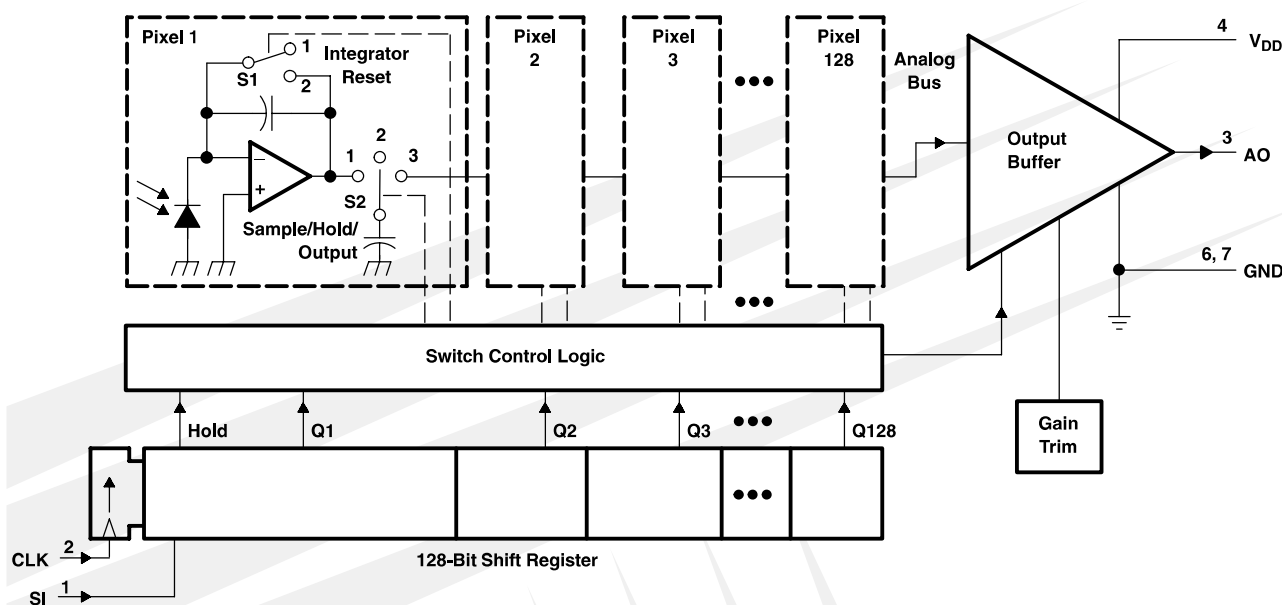 Pixel 1
1
Integrator
Reset
S1
2
−
+
1
2
3
S2
Sample/Hold/
Output
Pixel
2
Pixel
3
Pixel
128
Analog
Bus
Output
Buffer
4
VDD
3
AO
6, 7
GND
Switch Control Logic
Gain
Trim
Hold
Q1
Q2
Q3
Q128
CLK
2
128-Bit Shift Register
SI
1